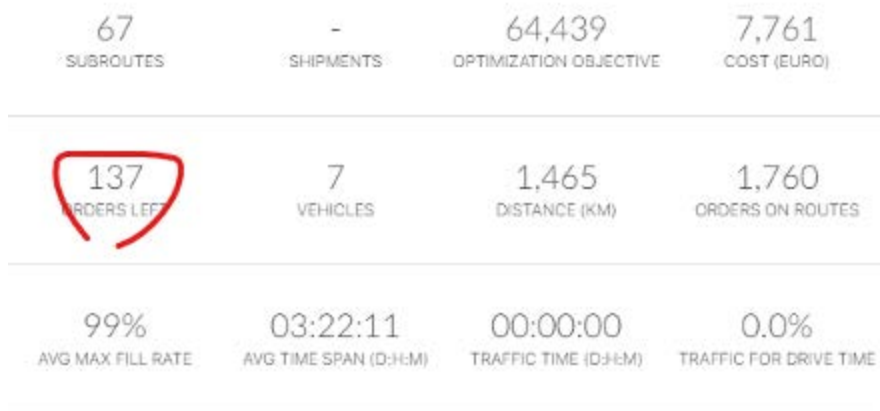 67 - 64,439 7,761
SUBROUTES SHIPMENTS OPTIMIZATION OBJECTIVE COST (EURO)
137 7 1,465 1,760
ORDERS LEFT VEHICLES DISTANCE (KM) ORDERS ON ROUTES
99% 03:22:11 00:00:00 0.0%
AVG MAX FILL RATE AVG TIME SPAN (D:H:M) TRAFFIC TIME (D:H:M) TRAFFIC FOR DRIVE TIME